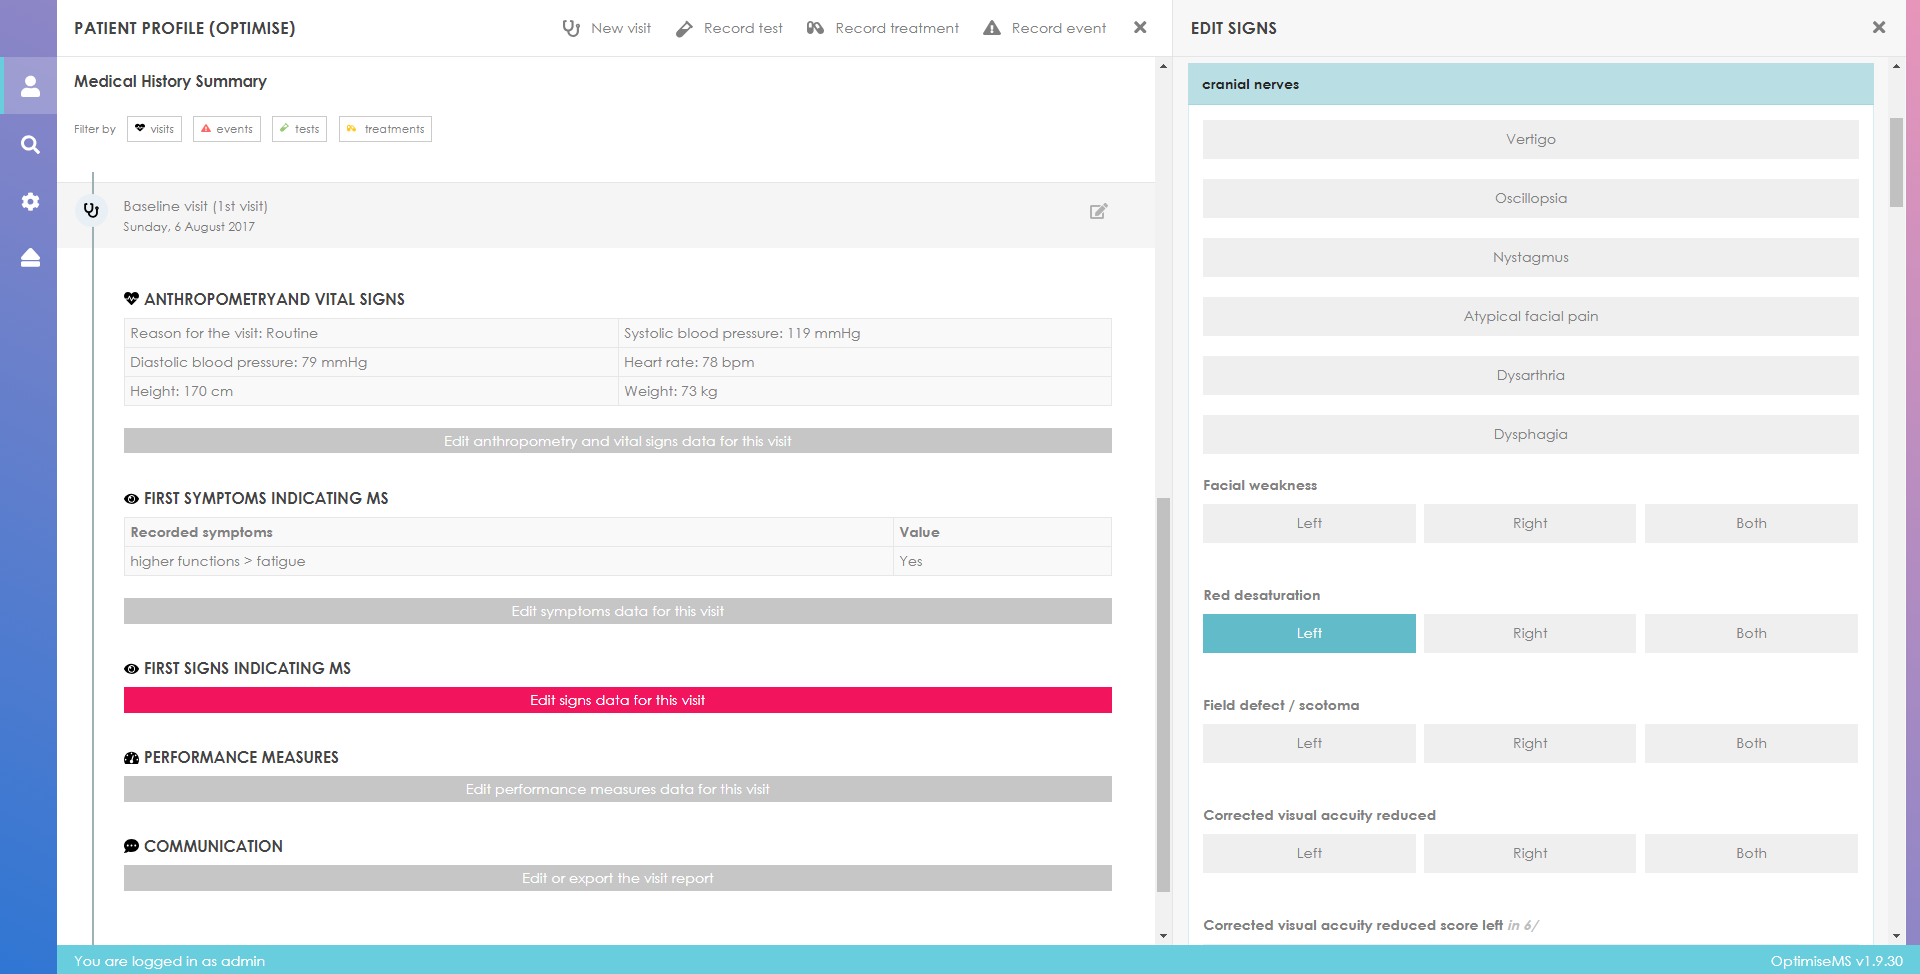 PATIENT PROFILE (OPTIMISE)
New visit
Record test
Record treatment
Record event
Medical History Summary
Filter by
visits
events
tests
treatments
Baseline visit (1st visit)
Sunday, 6 August 2017
ANTHROPOMETRYAND VITAL SIGNS
Reason for the visit: Routine
Systolic blood pressure: 119 mmHg
Diastolic blood pressure: 79 mmHg
Heart rate: 78 bpm
Height: 170 cm
Weight: 73 kg
Edit anthropometry and vital signs data for this visit
FIRST SYMPTOMS INDICATING MS
Recorded symptoms
Value
higher functions > fatigue
Yes
Edit symptoms data for this visit
FIRST SIGNS INDICATING MS
Edit signs data for this visit
PERFORMANCE MEASURES
Edit performance measures data for this visit
COMMUNICATION
Edit or export the visit report
EDIT SIGNS
cranial nerves
Vertigo
Oscillopsia
Nystagmus
Atypical facial pain
Dysarthria
Dysphagia
Facial weakness
Left
Right
Both
Red desaturation
Left
Right
Both
Field defect / scotoma
Left
Right
Both
Corrected visual accuity reduced
Left
Right
Both
Corrected visual accuity reduced score left in 6/
You are logged in as admin
OptimiseMS v1.9.30